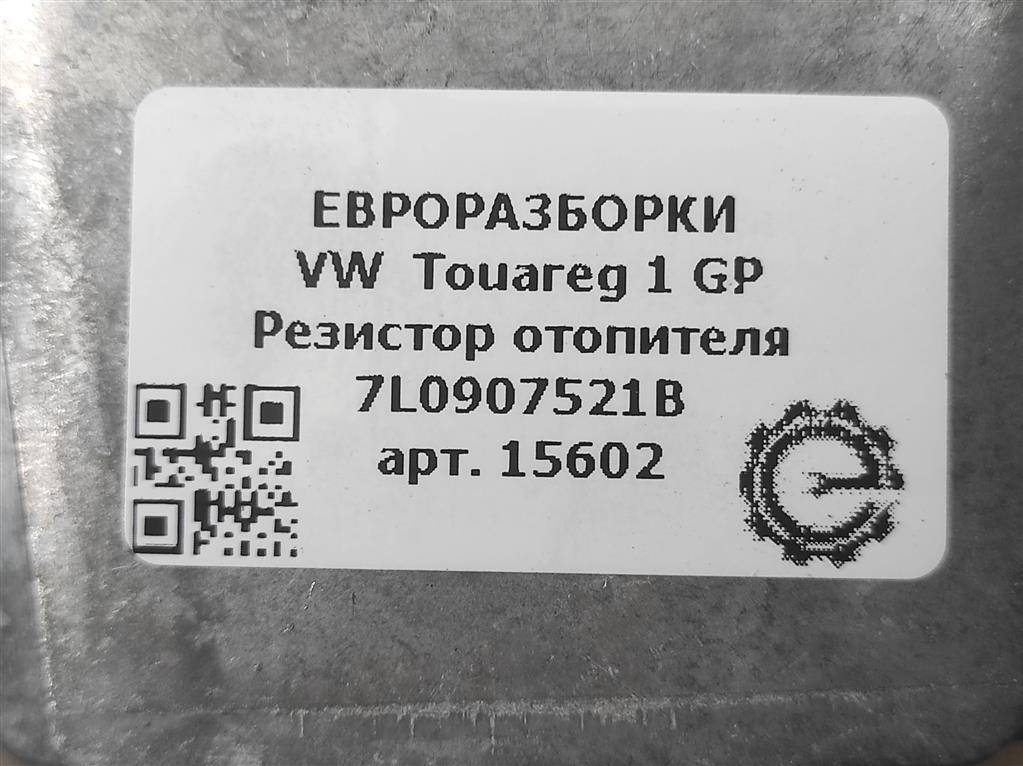 ЕВРОРАЗБОРКИ
VW Touareg 1 GP
Резистор отопителя
7L0907521B
арт. 15602